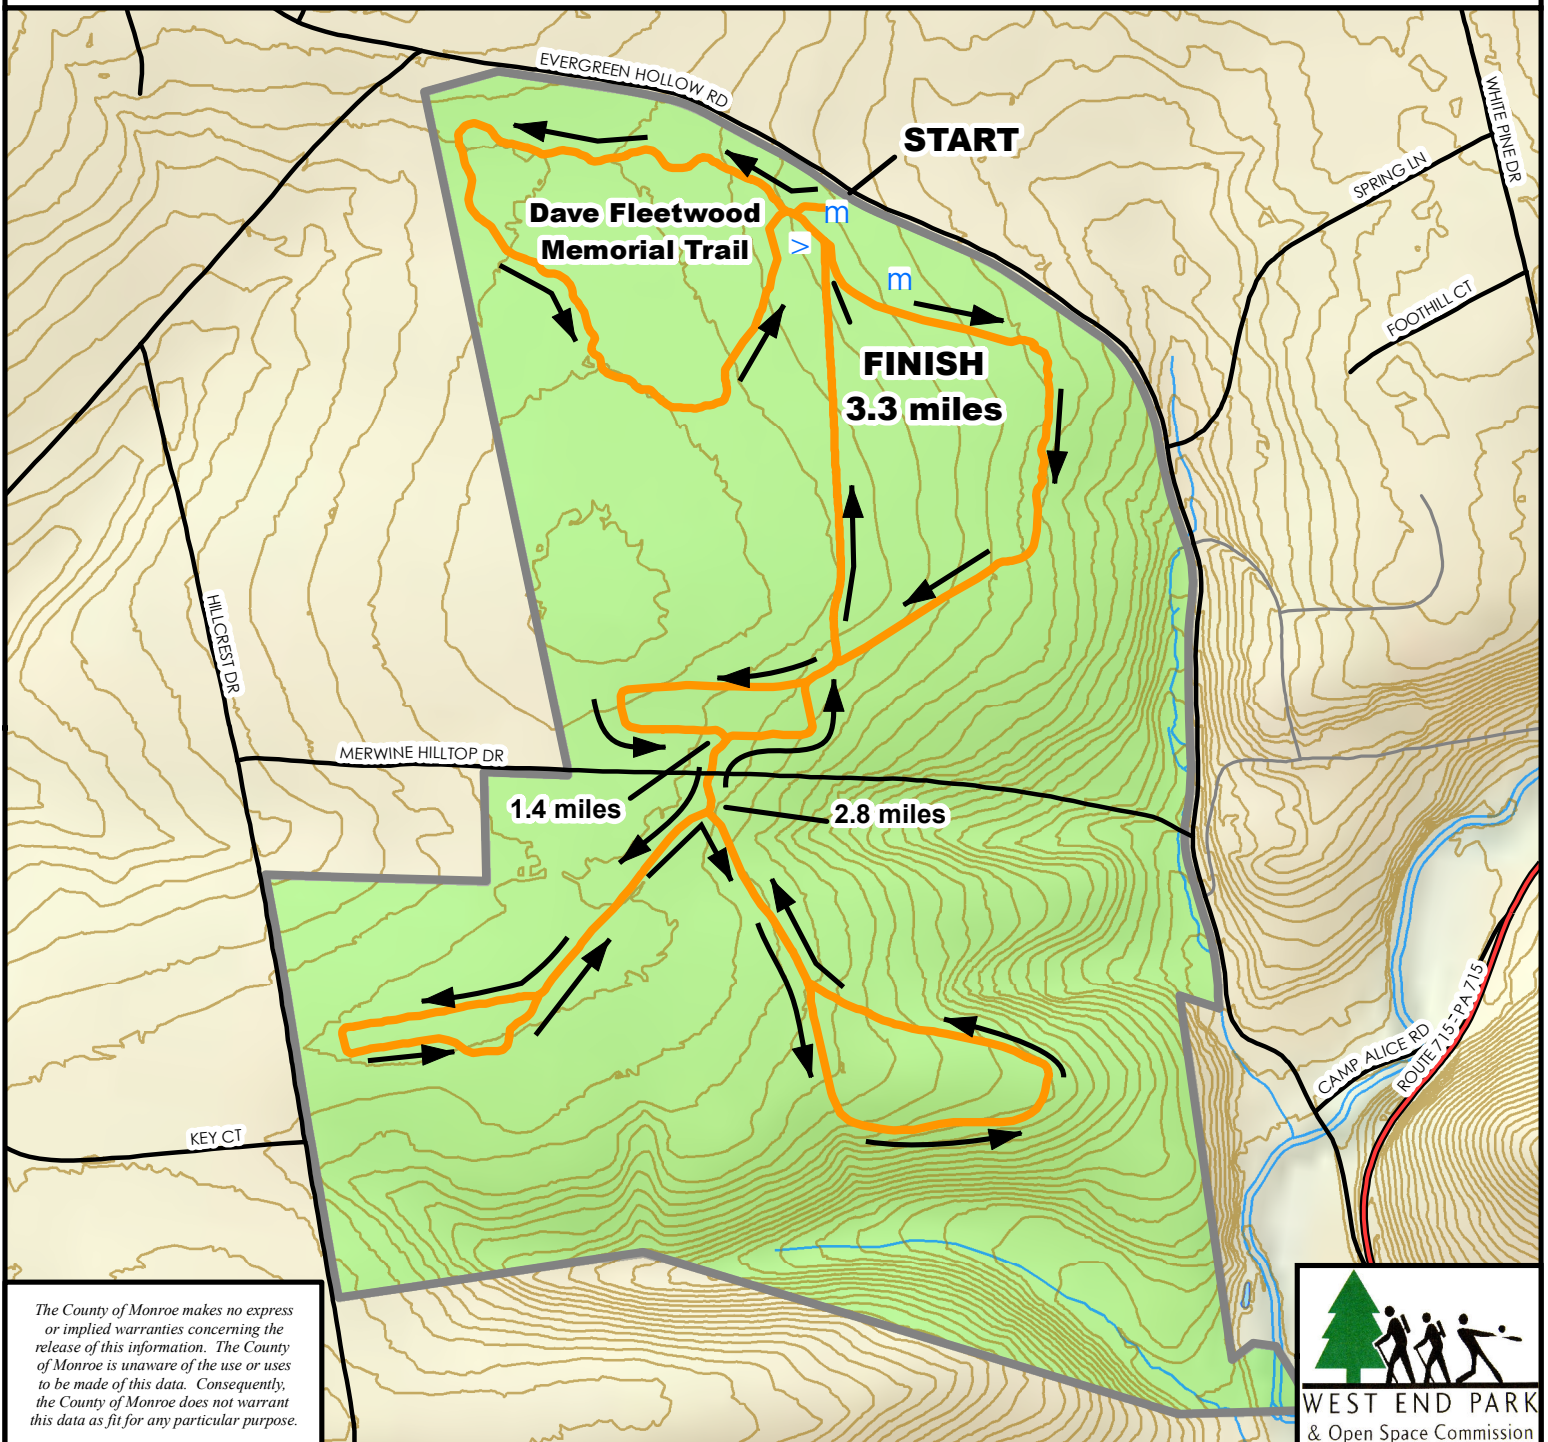 EVERGREEN HOLLOW RD
WHITE PINE DR
START
SPRING LN
Dave Fleetwood
Memorial Trail
m
>
m
FOOTHILL CT
FINISH
3.3 miles
HILLCREST DR
MERWINE HILLTOP DR
1.4 miles
2.8 miles
CAMP ALICE RD
ROUTE 715 - PA 715
KEY CT
The County of Monroe makes no express
or implied warranties concerning the
release of this information. The County
of Monroe is unaware of the use or uses
to be made of this data. Consequently,
the County of Monroe does not warrant
this data as fit for any particular purpose.
WEST END PARK
& Open Space Commission